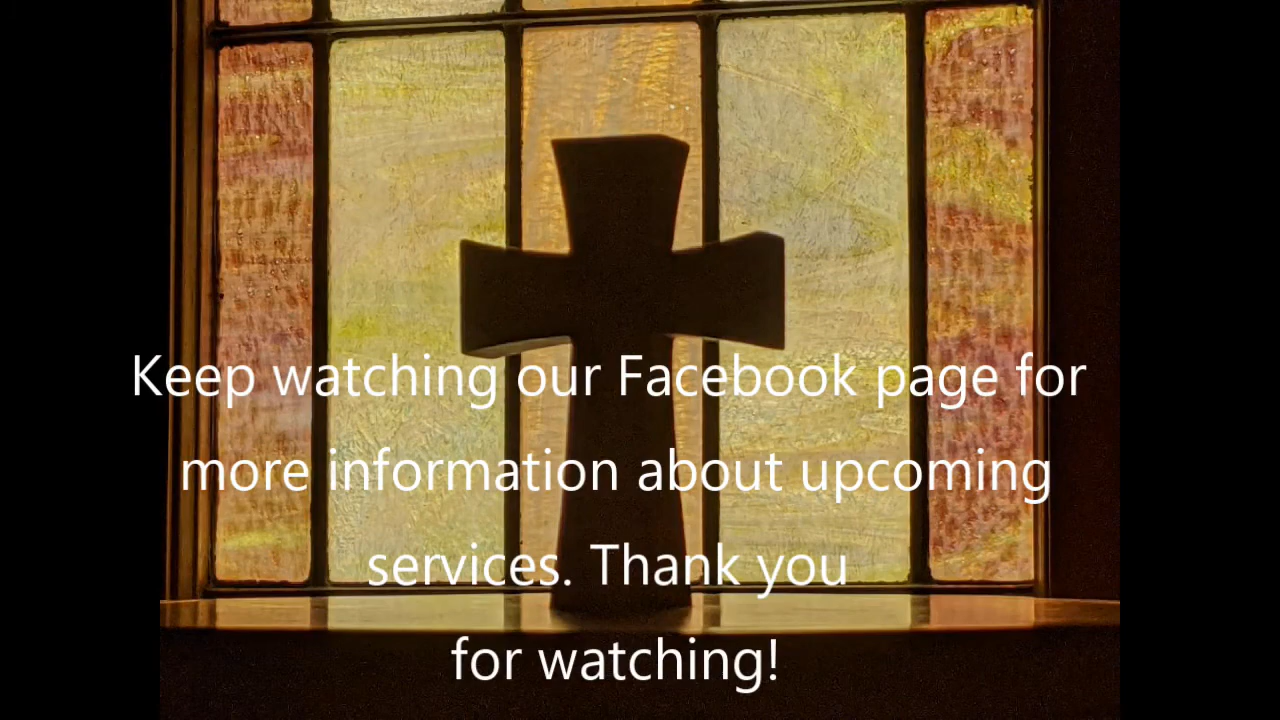 Keep watching our Facebook page for
more information about upcoming
services. Thank you
for watching!